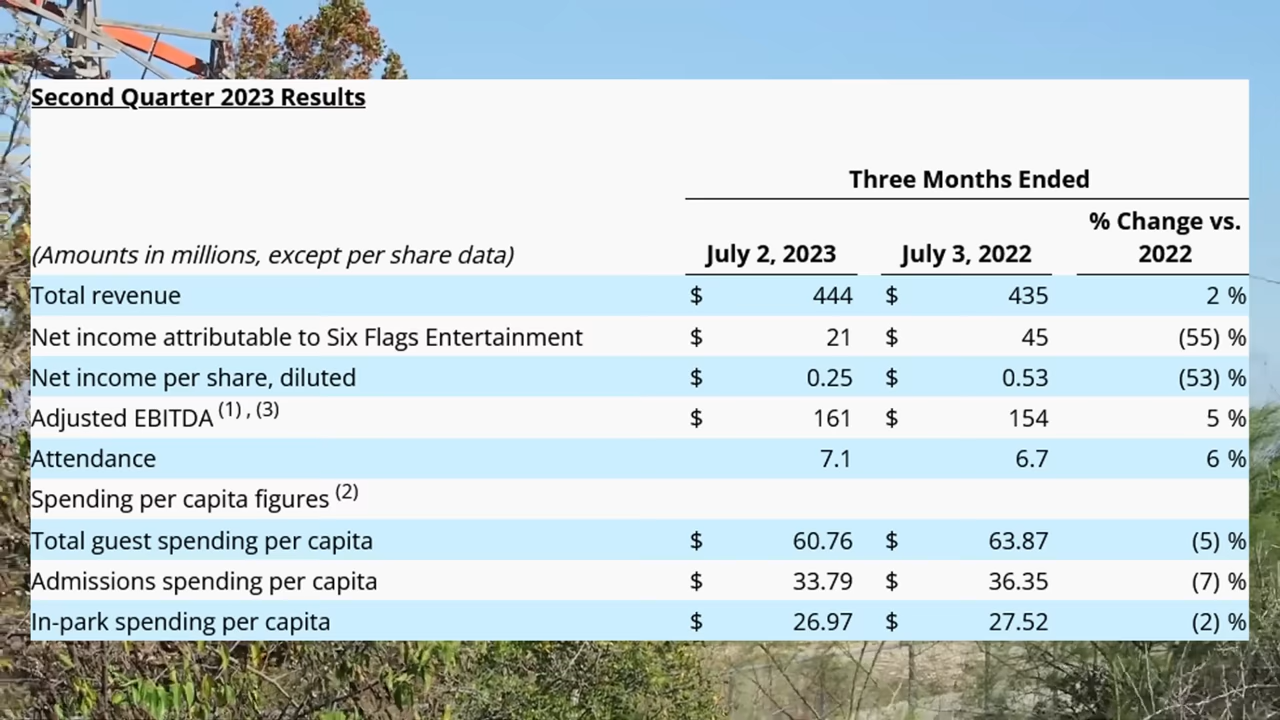 Second Quarter 2023 Results
Three Months Ended
% Change vs.
(Amounts in millions, except per share data) July 2, 2023 July 3, 2022 2022
Total revenue $ 444 $ 435 2 %
Net income attributable to Six Flags Entertainment $ 21 $ 45 (55) %
Net income per share, diluted $ 0.25 $ 0.53 (53) %
Adjusted EBITDA (1) , (3) $ 161 $ 154 5 %
Attendance 7.1 6.7 6 %
Spending per capita figures (2)
Total guest spending per capita $ 60.76 $ 63.87 (5) %
Admissions spending per capita $ 33.79 $ 36.35 (7) %
In-park spending per capita $ 26.97 $ 27.52 (2) %